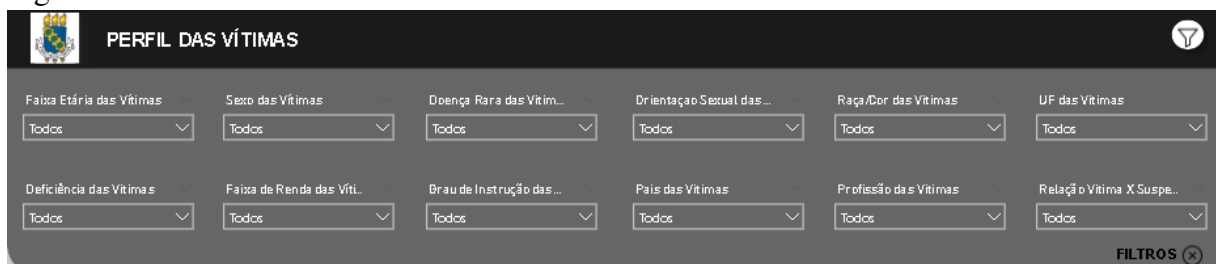 PERFIL DAS VÍTIMAS
Faixa Etária das Vítimas Sexo das Vítimas Doença Rara das Vítim... Orientaçao Sexual das ... Raça/Cor das Vítimas UF das Vítimas
Todos Todos Todos Todos Todos Todos
Deficiência das Vítimas Faixa de Renda das Víti... Grau de Instrução das ... Pais das Vítimas Profissão das Vítimas Relação Vítima X Suspe...
Todos Todos Todos Todos Todos Todos
FILTROS